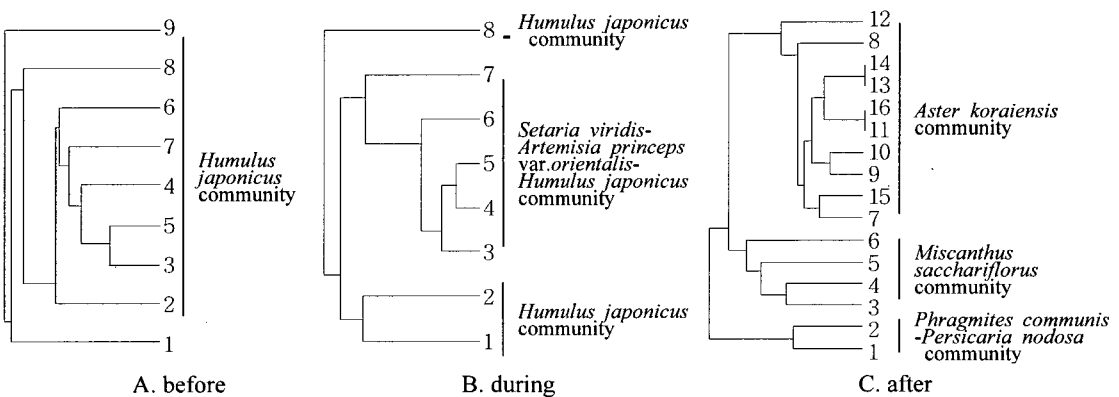 9
8
6
7
4
5
3
2
1
Humulus
japonicus
community
A. before
8
7
6
5
4
3
2
1
Humulus japonicus
community
Setaria viridis-
Artemisia princeps
var.orientalis-
Humulus japonicus
community
Humulus japonicus
community
B. during
12
8
14
13
16
11
10
9
15
7
6
5
4
3
2
1
Aster koraiensis
community
Miscanthus
sacchariflorus
community
Phragmites communis
-Persicaria nodosa
community
C. after